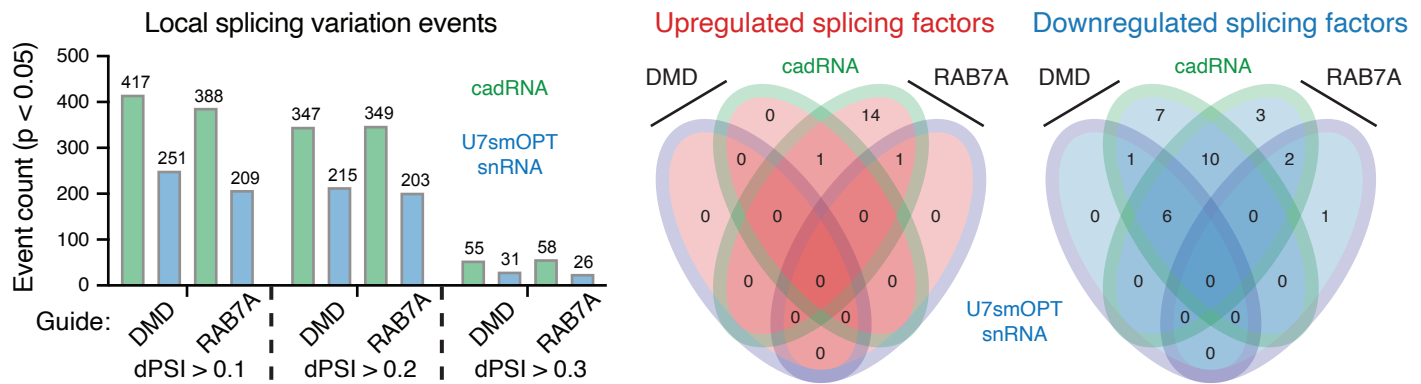 Local splicing variation events
Event count (p < 0.05)
500
400
300
200
100
0
417
251
388
209
347
215
349
203
55
31
58
26
cadRNA
U7smOPT
snRNA
Guide:
DMD
RAB7A
DMD
RAB7A
DMD
RAB7A
dPSI > 0.1
dPSI > 0.2
dPSI > 0.3
Upregulated splicing factors
DMD
cadRNA
RAB7A
0
14
0
1
1
0
0
0
0
0
0
0
0
0
0
U7smOPT
snRNA
Downregulated splicing factors
DMD
cadRNA
RAB7A
7
3
1
10
2
0
6
0
1
0
0
0
0
0
0